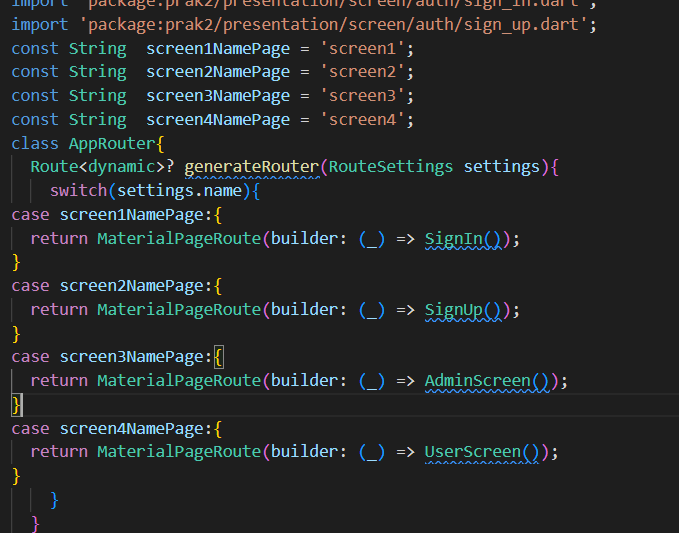 import 'package:prak2/presentation/screen/auth/sign_in.dart';
import 'package:prak2/presentation/screen/auth/sign_up.dart';
const String  screen1NamePage = 'screen1';
const String  screen2NamePage = 'screen2';
const String  screen3NamePage = 'screen3';
const String  screen4NamePage = 'screen4';
class AppRouter{
  Route<dynamic>? generateRouter(RouteSettings settings){
    switch(settings.name){
case screen1NamePage:{
  return MaterialPageRoute(builder: (_) => SignIn());
}
case screen2NamePage:{
  return MaterialPageRoute(builder: (_) => SignUp());
}
case screen3NamePage:{
  return MaterialPageRoute(builder: (_) => AdminScreen());
}
case screen4NamePage:{
  return MaterialPageRoute(builder: (_) => UserScreen());
}
    }
  }